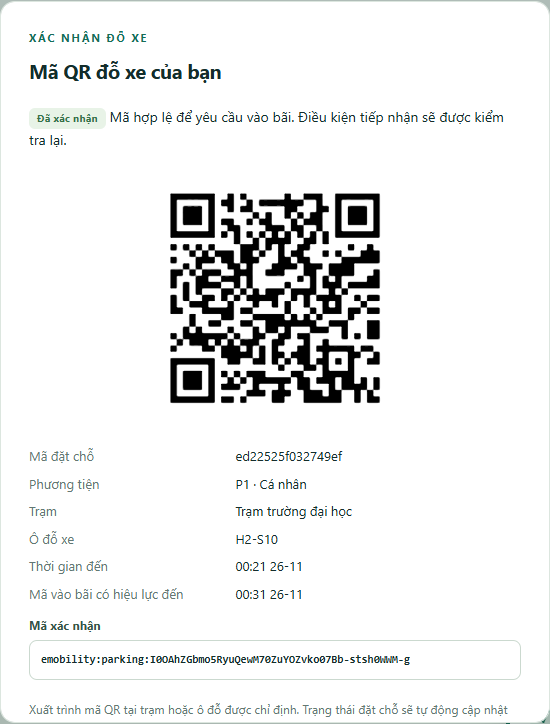 XÁC NHẬN ĐỖ XE
Mã QR đỗ xe của bạn
Đã xác nhận Mã hợp lệ để yêu cầu vào bãi. Điều kiện tiếp nhận sẽ được kiểm
tra lại.
Mã đặt chỗ ed22525f032749ef
Phương tiện P1 · Cá nhân
Trạm Trạm trường đại học
Ô đỗ xe H2-S10
Thời gian đến 00:21 26-11
Mã vào bãi có hiệu lực đến 00:31 26-11
Mã xác nhận
emobility:parking:I0OAhZGbmo5RyuQewM70ZuYOZvko07Bb-stsh0WWM-g
Xuất trình mã QR tại trạm hoặc ô đỗ được chỉ định. Trạng thái đặt chỗ sẽ tự động cập nhật